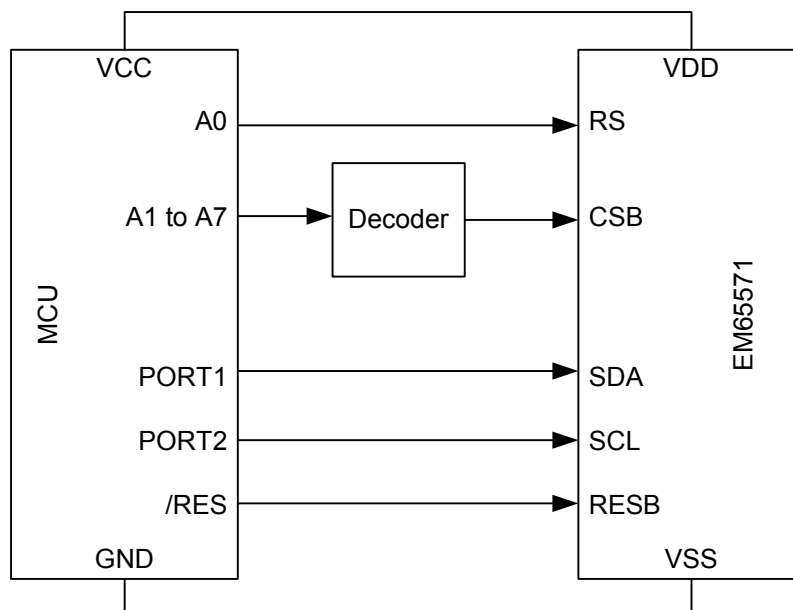 VCC
VDD
A0
RS
A1 to A7
Decoder
CSB
MCU
EM65571
PORT1
SDA
PORT2
SCL
/RES
RESB
GND
VSS